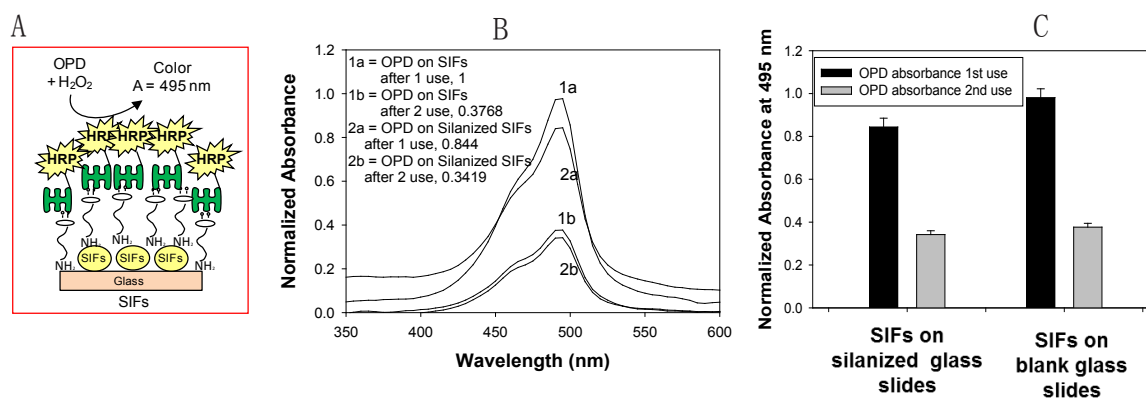 A
OPD
+ H₂O₂
Color
A = 495 nm
HRP
HRP
HRP
HRP
HRP
NH₂
NH₂
NH₂
NH₂
NH₂
SIFs
SIFs
SIFs
Glass
SIFs
B
Normalized Absorbance
1.2
1.0
0.8
0.6
0.4
0.2
0.0
1a = OPD on SIFs
after 1 use, 1
1b = OPD on SIFs
after 2 use, 0.3768
2a = OPD on Silanized SIFs
after 1 use, 0.844
2b = OPD on Silanized SIFs
after 2 use, 0.3419
1a
2a
1b
2b
350 400 450 500 550 600
Wavelength (nm)
C
Normalized Absorbance at 495 nm
1.2
1.0
0.8
0.6
0.4
0.2
0.0
OPD absorbance 1st use
OPD absorbance 2nd use
SIFs on
silanized glass
slides
SIFs on
blank glass
slides